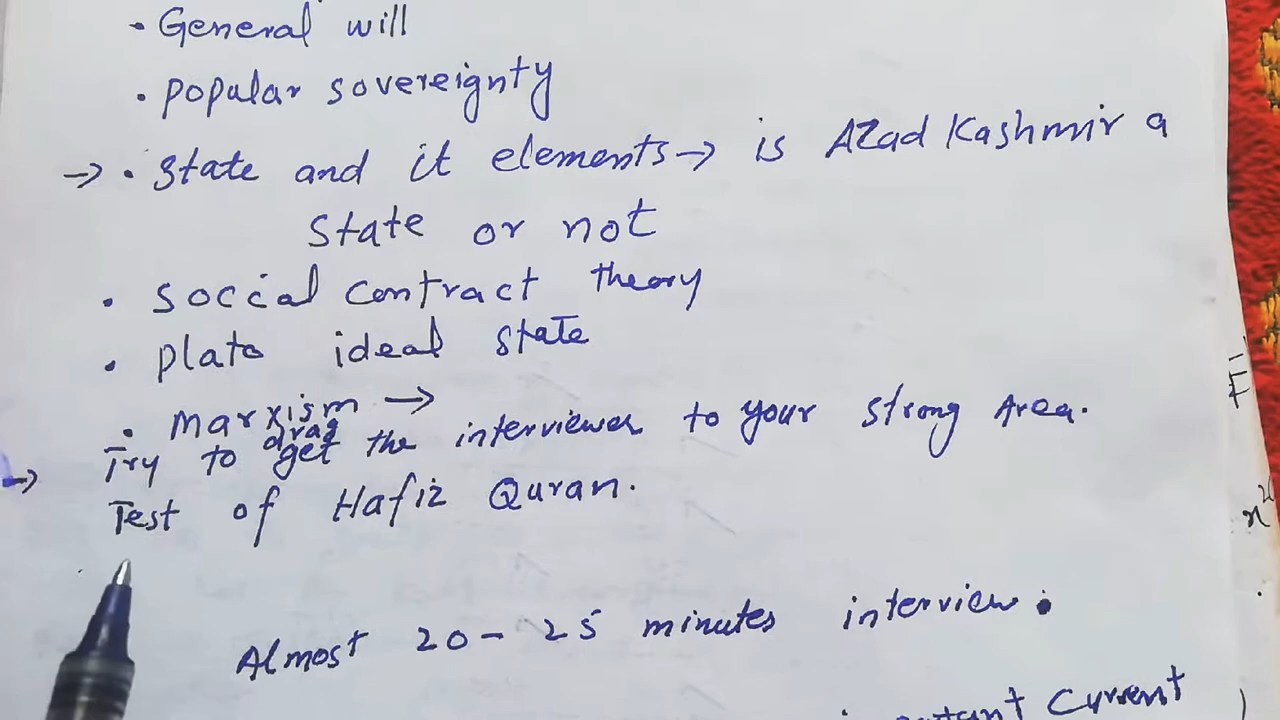 • General will
• popular sovereignty
→ • State and it elements → is Azad Kashmir a
State or not
• social contract theory
• plato ideal state
• Marxism →
Try to drag get the interviewer to your strong Area.
→ Test of Hafiz Quran.
Almost 20 - 25 minutes interview.
Current